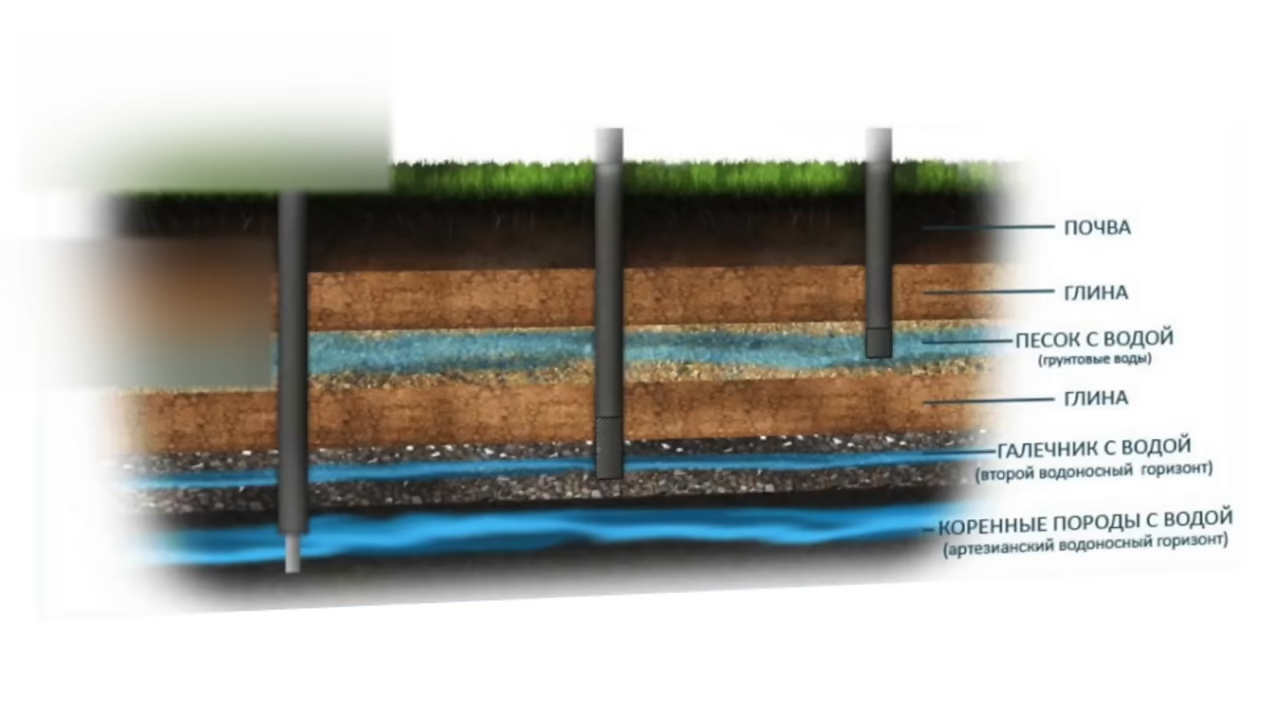 ПОЧВА
ГЛИНА
ПЕСОК С ВОДОЙ
(грунтовые воды)
ГЛИНА
ГАЛЕЧНИК С ВОДОЙ
(второй водоносный горизонт)
КОРЕННЫЕ ПОРОДЫ С ВОДОЙ
(артезианский водоносный горизонт)